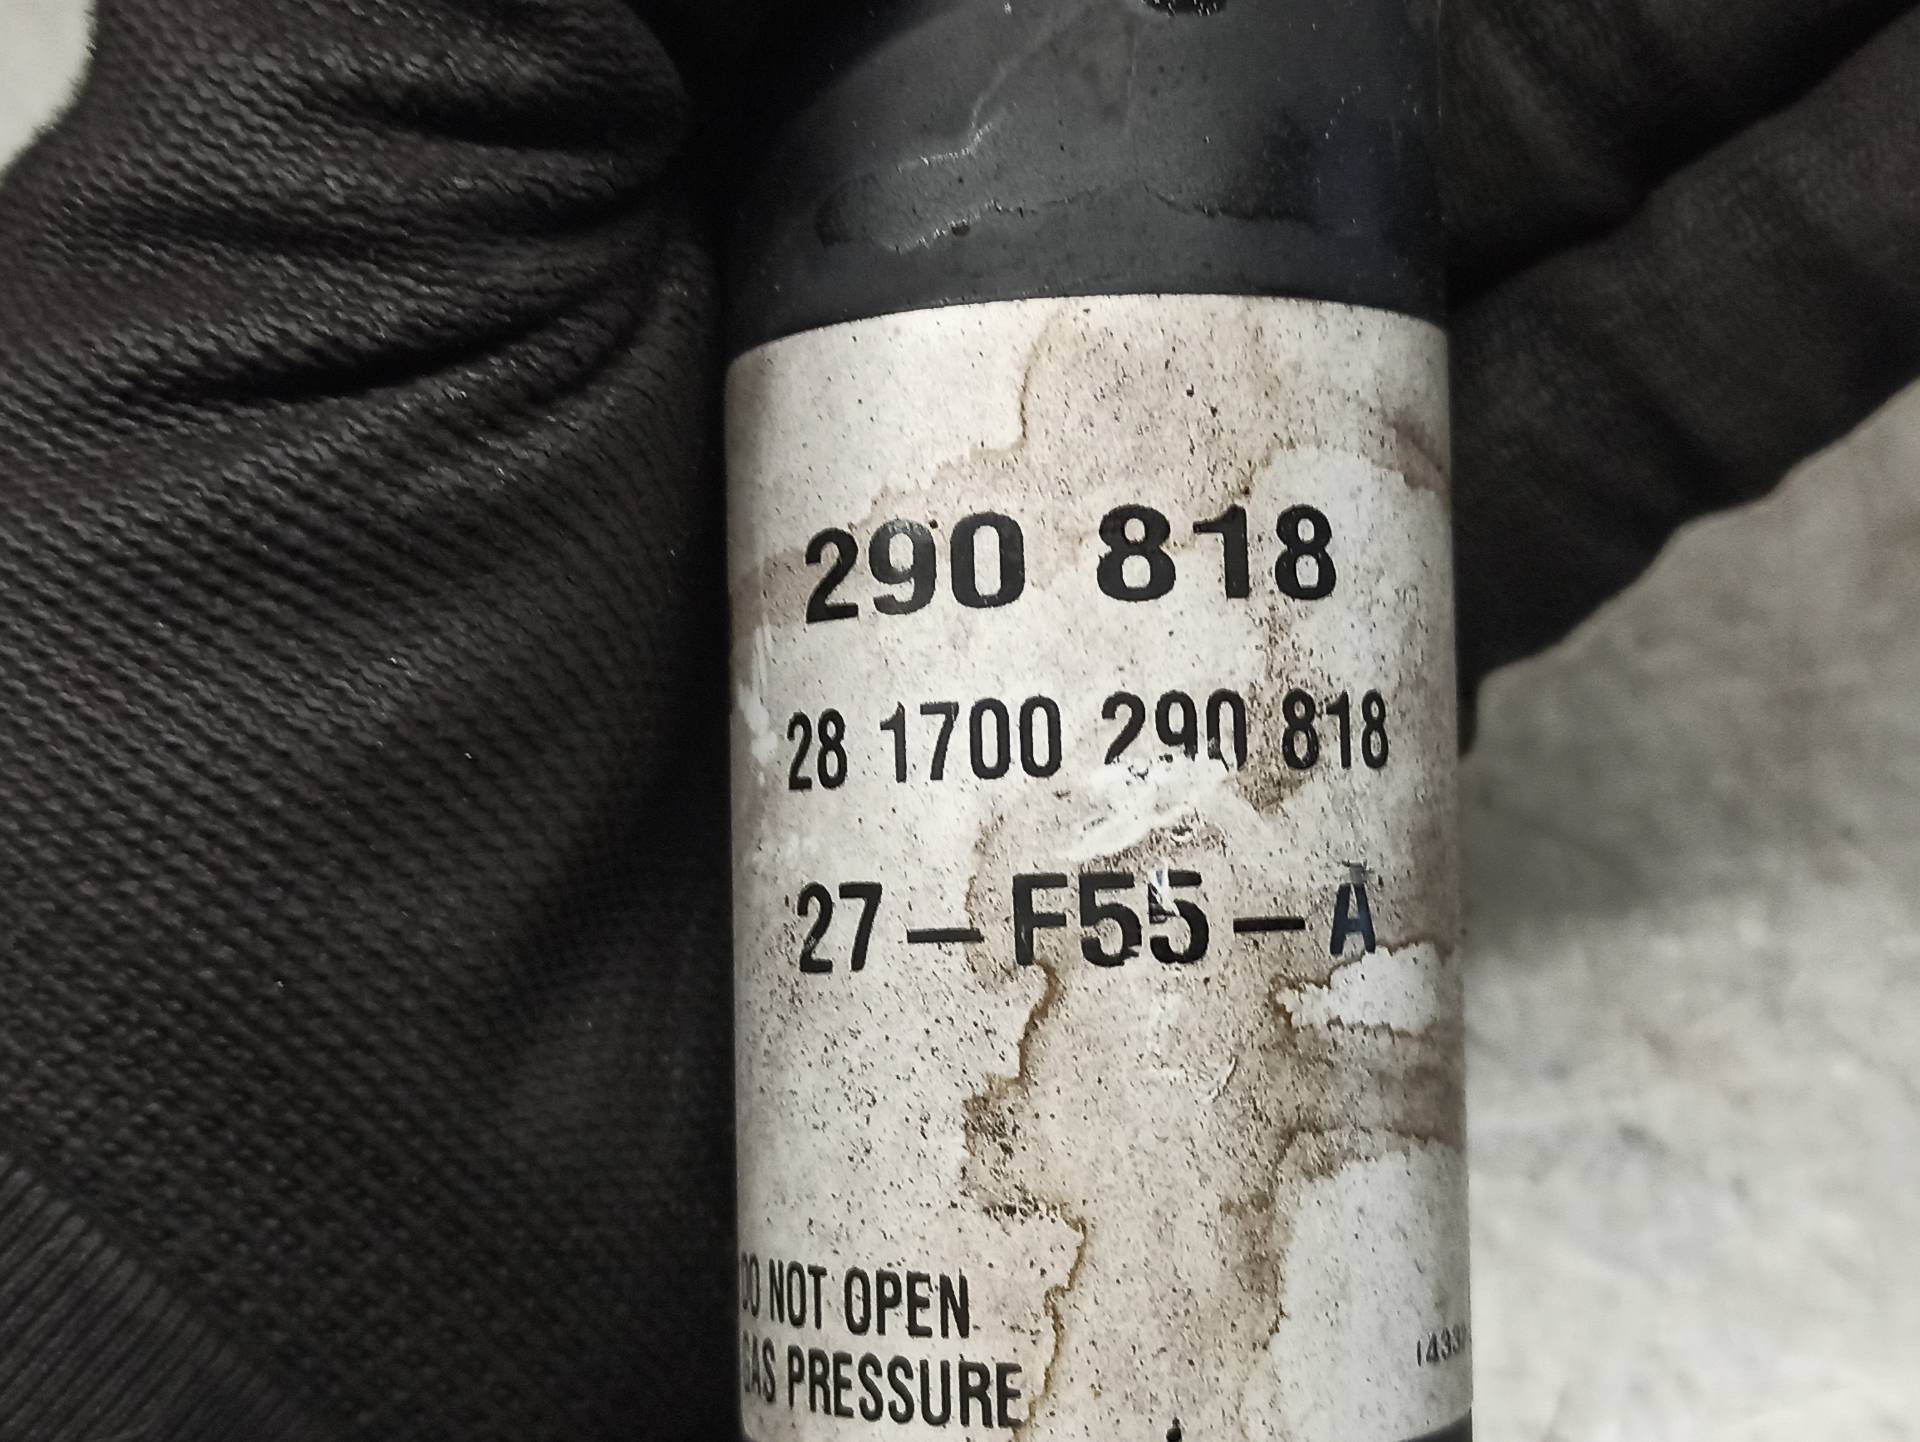 290 818
28 1700 290 818
27-F55-A
DO NOT OPEN
GAS PRESSURE